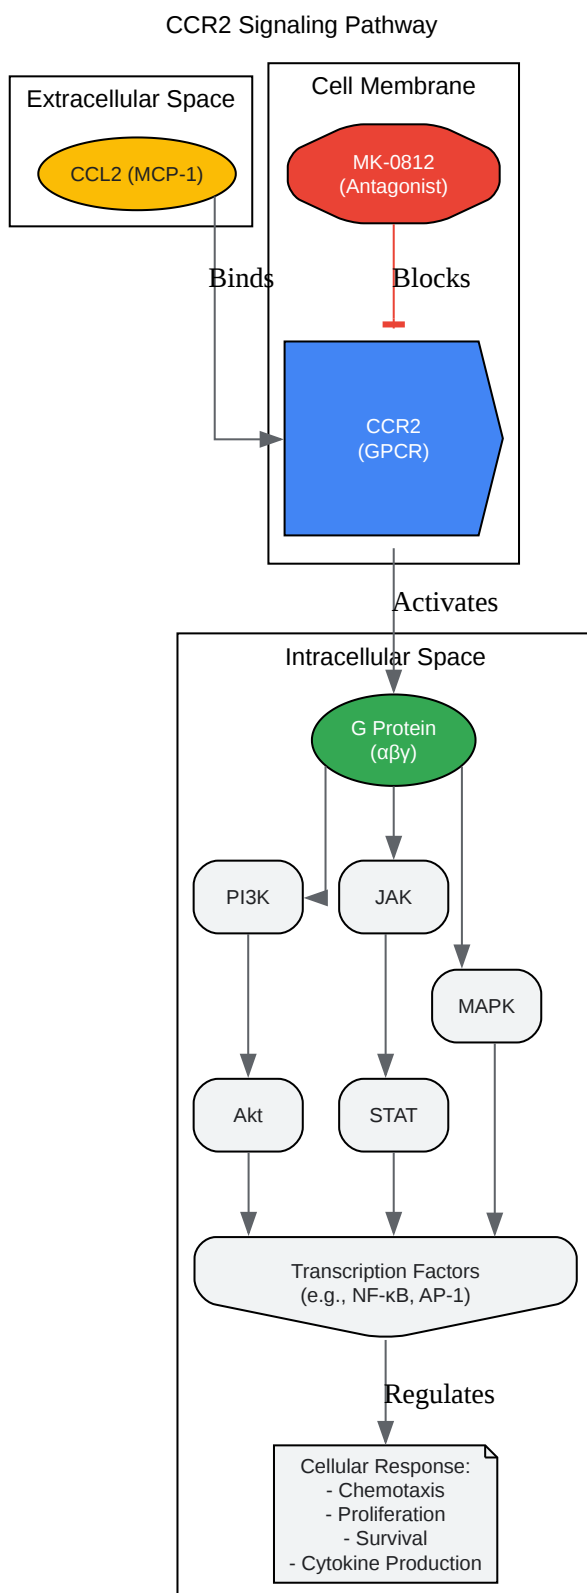 CCR2 Signaling Pathway
Extracellular Space
CCL2 (MCP-1)
Cell Membrane
MK-0812
(Antagonist)
Binds
Blocks
CCR2
(GPCR)
Activates
Intracellular Space
G Protein
(αβγ)
PI3K
JAK
MAPK
Akt
STAT
Transcription Factors
(e.g., NF-κB, AP-1)
Regulates
Cellular Response:
- Chemotaxis
- Proliferation
- Survival
- Cytokine Production